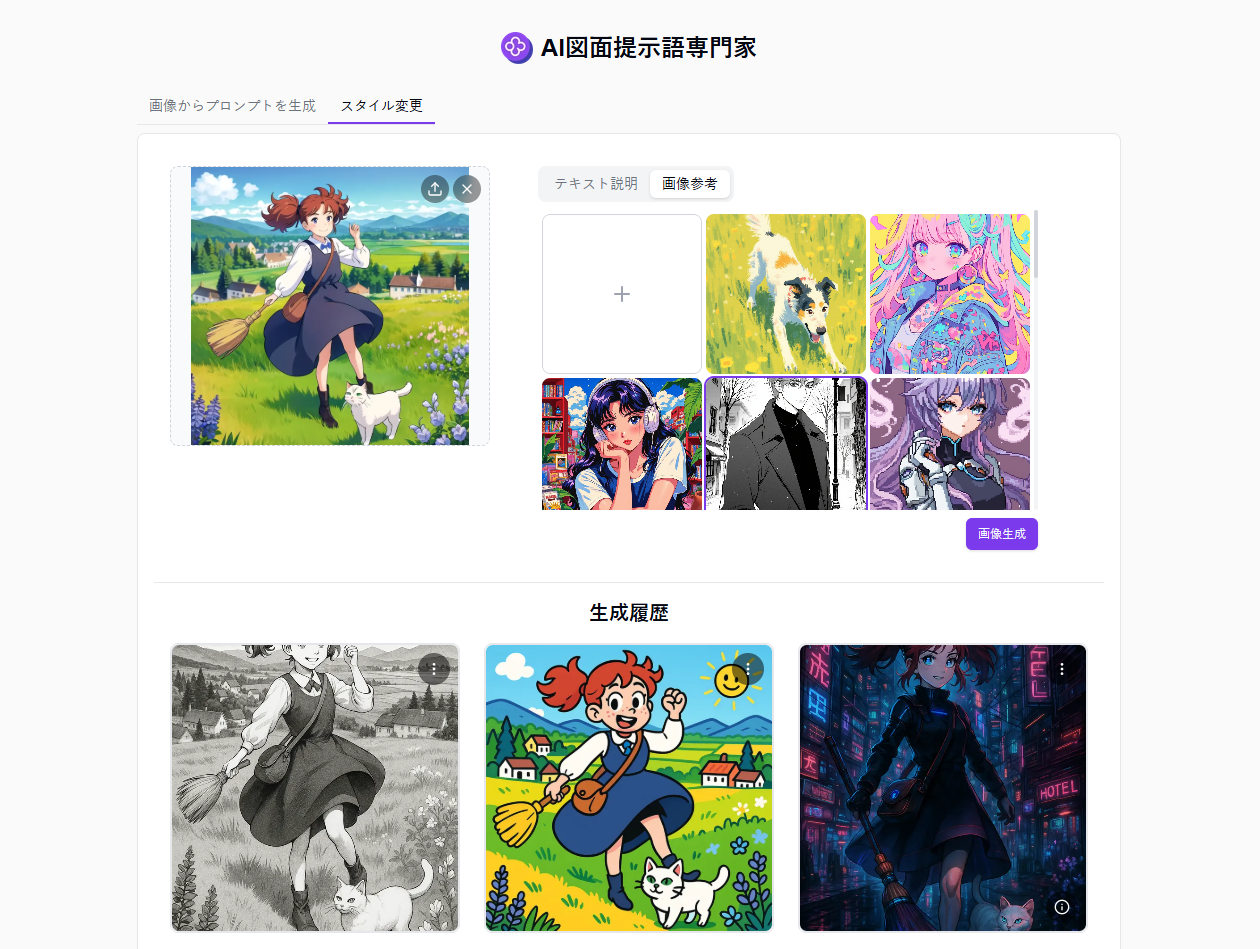 AI図面提示語専門家
画像からプロンプトを生成
スタイル変更
テキスト説明
画像参考
画像生成
生成履歴
HOTEL